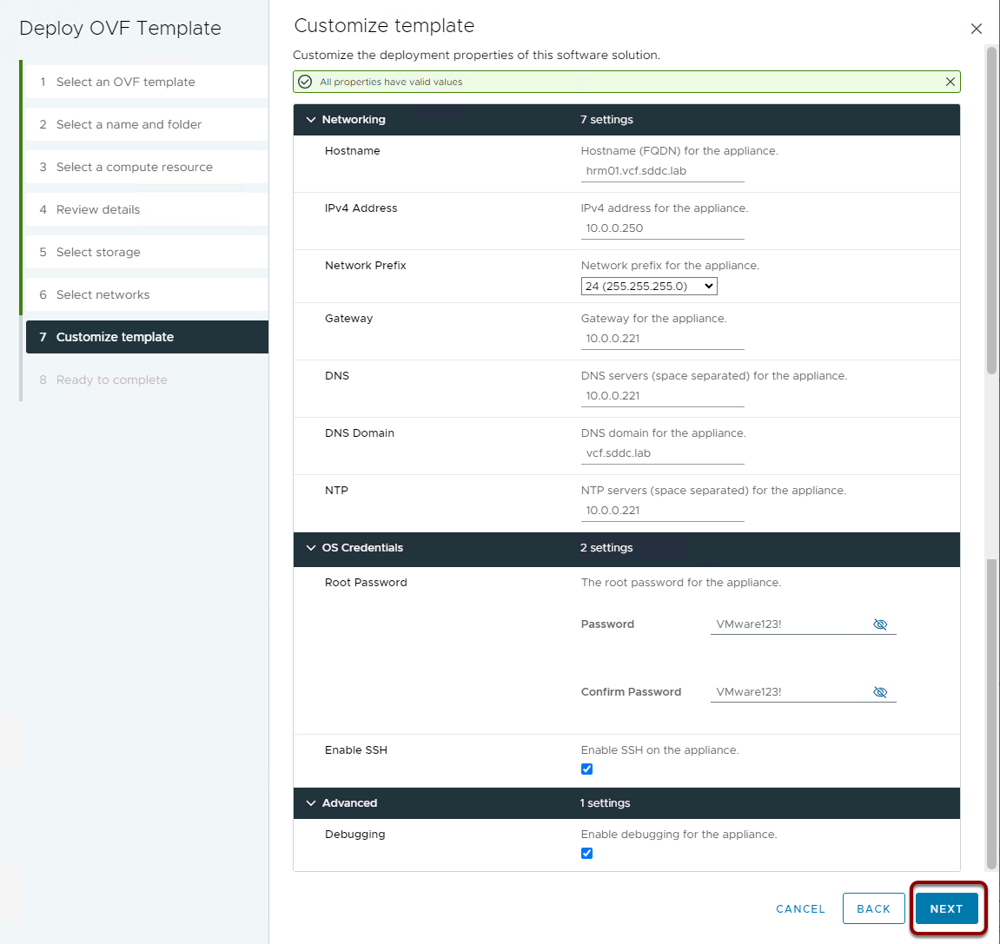 Deploy OVF Template
1 Select an OVF template
2 Select a name and folder
3 Select a compute resource
4 Review details
5 Select storage
6 Select networks
7 Customize template
8 Ready to complete
Customize template
Customize the deployment properties of this software solution.
All properties have valid values
Networking 7 settings
Hostname Hostname (FQDN) for the appliance.
hrm01.vcf.sddc.lab
IPv4 Address IPv4 address for the appliance.
10.0.0.250
Network Prefix Network prefix for the appliance.
24 (255.255.255.0)
Gateway Gateway for the appliance.
10.0.0.221
DNS DNS servers (space separated) for the appliance.
10.0.0.221
DNS Domain DNS domain for the appliance.
vcf.sddc.lab
NTP NTP servers (space separated) for the appliance.
10.0.0.221
OS Credentials 2 settings
Root Password The root password for the appliance.
Password VMware123!
Confirm Password VMware123!
Enable SSH Enable SSH on the appliance.
Advanced 1 settings
Debugging Enable debugging for the appliance.
CANCEL BACK NEXT